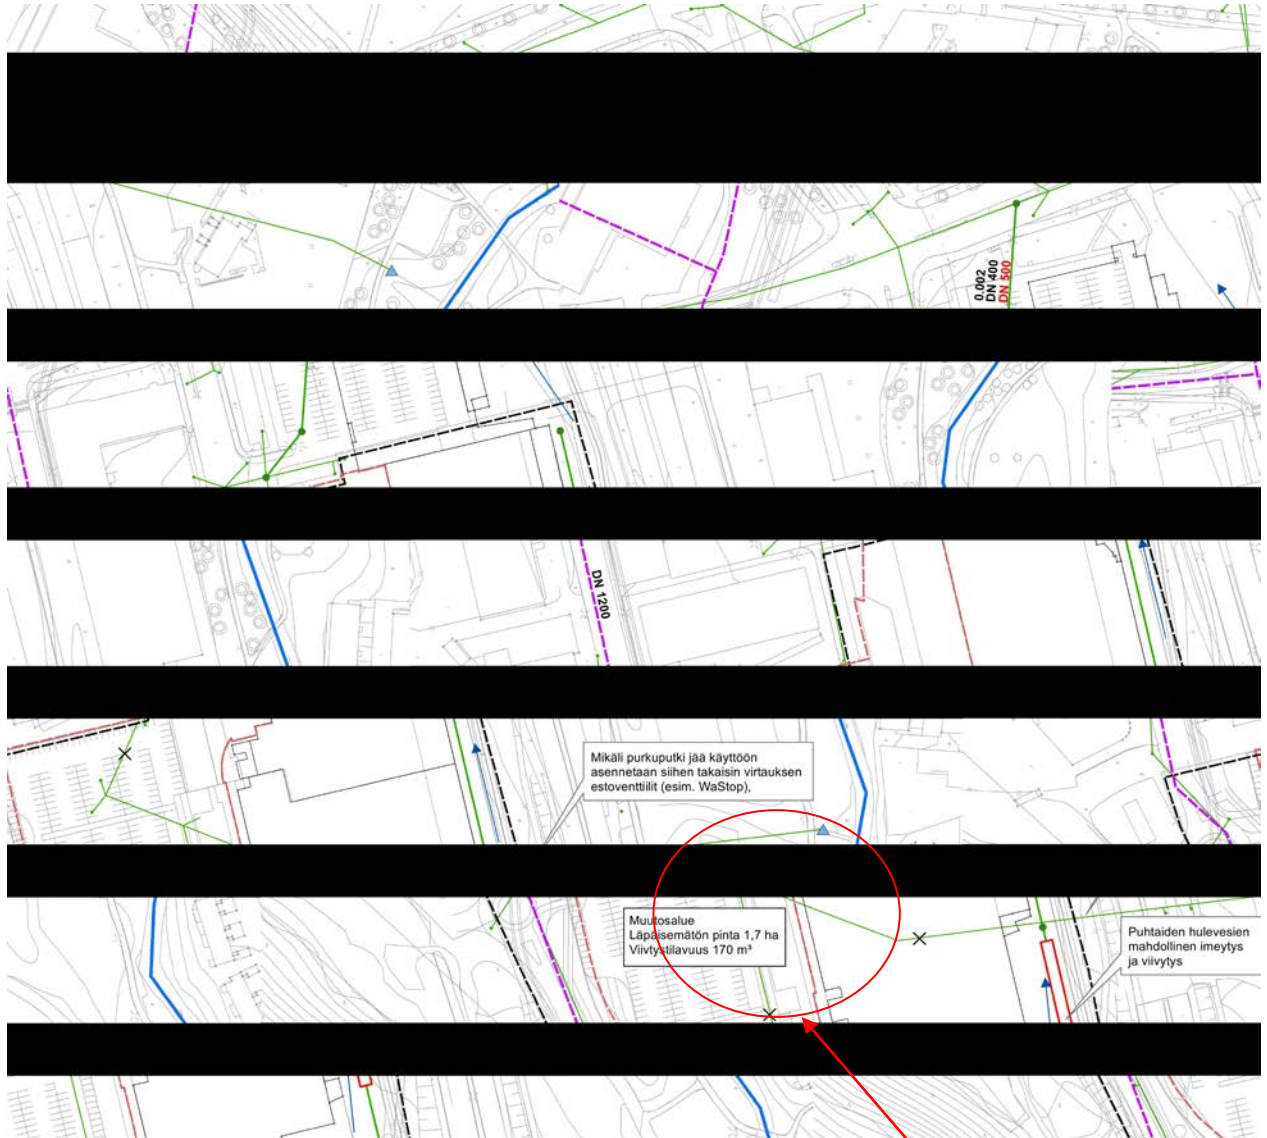 0.002
DN 400
DN 500
DN 1200
Mikäli purkuputki jää käyttöön
asennetaan siihen takaisin virtauksen
estoventtiilit (esim. WaStop),
Muutosalue
Läpäisemätön pinta 1,7 ha
Viivtystilavuus 170 m³
Puhtaiden hulevesien
mahdollinen imeytys
ja viivytys